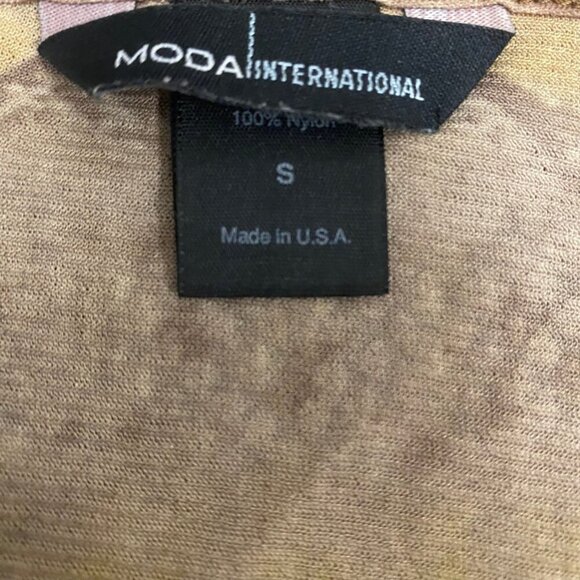 MODA INTERNATIONAL
100% Nylon
S
Made in U.S.A.